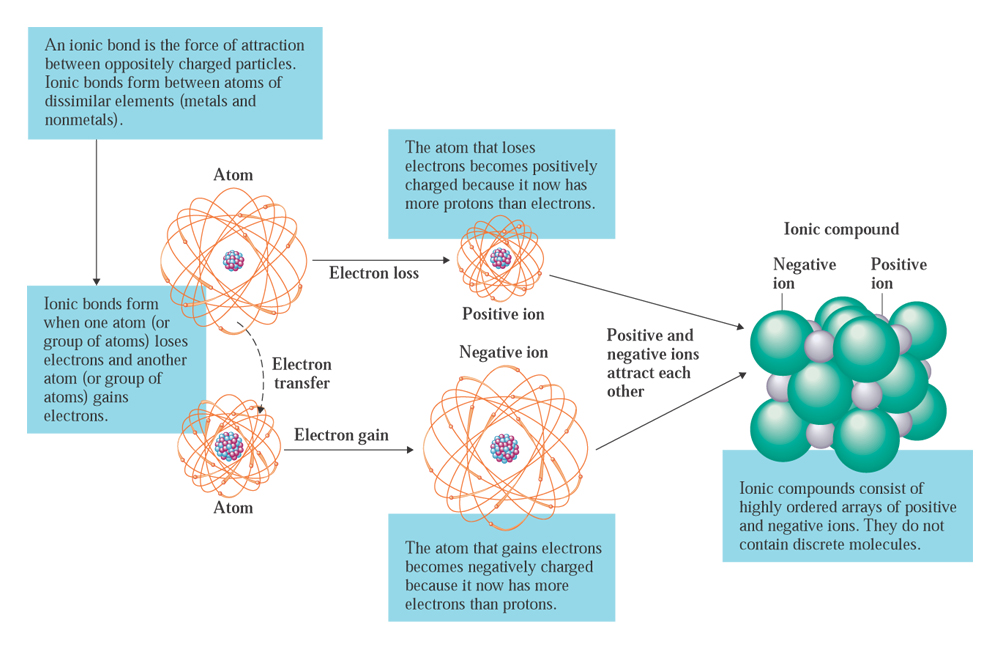 An ionic bond is the force of attraction
between oppositely charged particles.
Ionic bonds form between atoms of
dissimilar elements (metals and
nonmetals).
Atom
Ionic bonds form
when one atom (or
group of atoms) loses
electrons and another
atom (or group of
atoms) gains
electrons.
Electron
transfer
Atom
Electron loss
Electron gain
The atom that loses
electrons becomes positively
charged because it now has
more protons than electrons.
Positive ion
Negative ion
The atom that gains electrons
becomes negatively charged
because it now has more
electrons than protons.
Positive and
negative ions
attract each
other
Ionic compound
Negative
ion
Positive
ion
Ionic compounds consist of
highly ordered arrays of positive
and negative ions. They do not
contain discrete molecules.